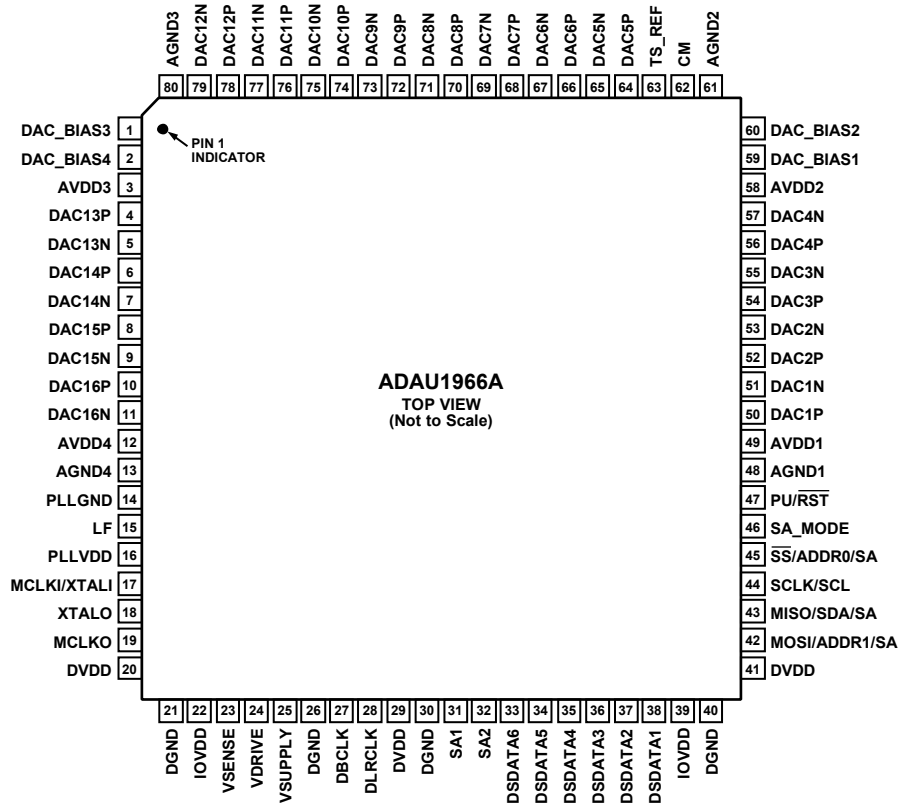 AGND3
DAC12N
DAC12P
DAC11N
DAC11P
DAC10N
DAC10P
DAC9N
DAC9P
DAC8N
DAC8P
DAC7N
DAC7P
DAC6N
DAC6P
DAC5N
DAC5P
TS_REF
CM
AGND2
80 79 78 77 76 75 74 73 72 71 70 69 68 67 66 65 64 63 62 61
DAC_BIAS3 1
DAC_BIAS4 2
AVDD3 3
DAC13P 4
DAC13N 5
DAC14P 6
DAC14N 7
DAC15P 8
DAC15N 9
DAC16P 10
DAC16N 11
AVDD4 12
AGND4 13
PLLGND 14
LF 15
PLLVDD 16
MCLKI/XTALI 17
XTALO 18
MCLKO 19
DVDD 20
PIN 1
INDICATOR
ADAU1966A
TOP VIEW
(Not to Scale)
60 DAC_BIAS2
59 DAC_BIAS1
58 AVDD2
57 DAC4N
56 DAC4P
55 DAC3N
54 DAC3P
53 DAC2N
52 DAC2P
51 DAC1N
50 DAC1P
49 AVDD1
48 AGND1
47 PU/RST
46 SA_MODE
45 SS/ADDR0/SA
44 SCLK/SCL
43 MISO/SDA/SA
42 MOSI/ADDR1/SA
41 DVDD
21 22 23 24 25 26 27 28 29 30 31 32 33 34 35 36 37 38 39 40
DGND
IOVDD
VSENSE
VDRIVE
VSUPPLY
DGND
DBCLK
DLRCLK
DVDD
DGND
SA1
SA2
DSDATA6
DSDATA5
DSDATA4
DSDATA3
DSDATA2
DSDATA1
IOVDD
DGND